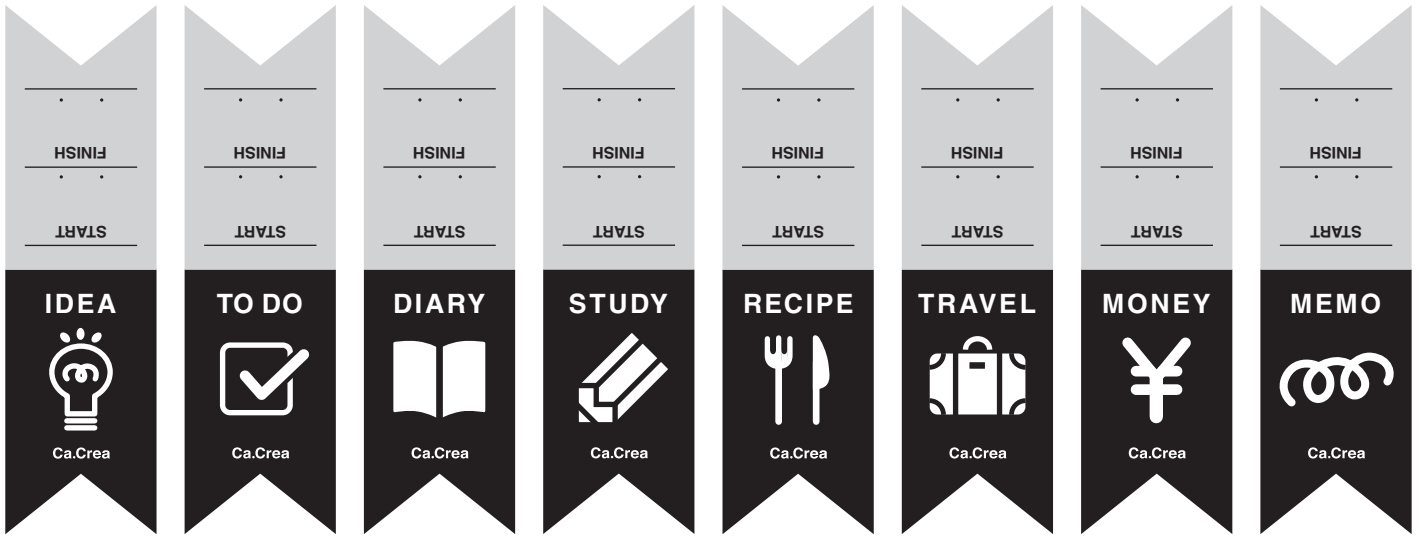 FINISH
START
IDEA
Ca.Crea
FINISH
START
TO DO
Ca.Crea
FINISH
START
DIARY
Ca.Crea
FINISH
START
STUDY
Ca.Crea
FINISH
START
RECIPE
Ca.Crea
FINISH
START
TRAVEL
Ca.Crea
FINISH
START
MONEY
¥
Ca.Crea
FINISH
START
MEMO
Ca.Crea